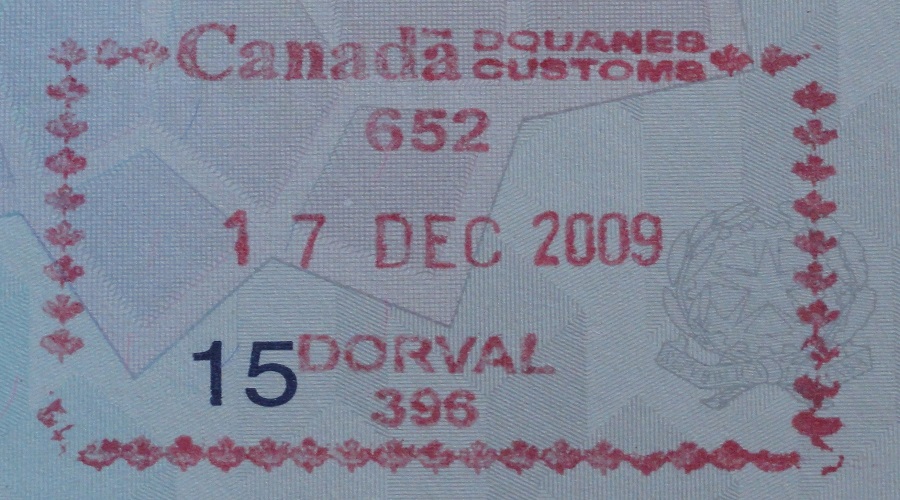 Canada DOUANES
CUSTOMS
652
17 DEC 2009
15 DORVAL
396